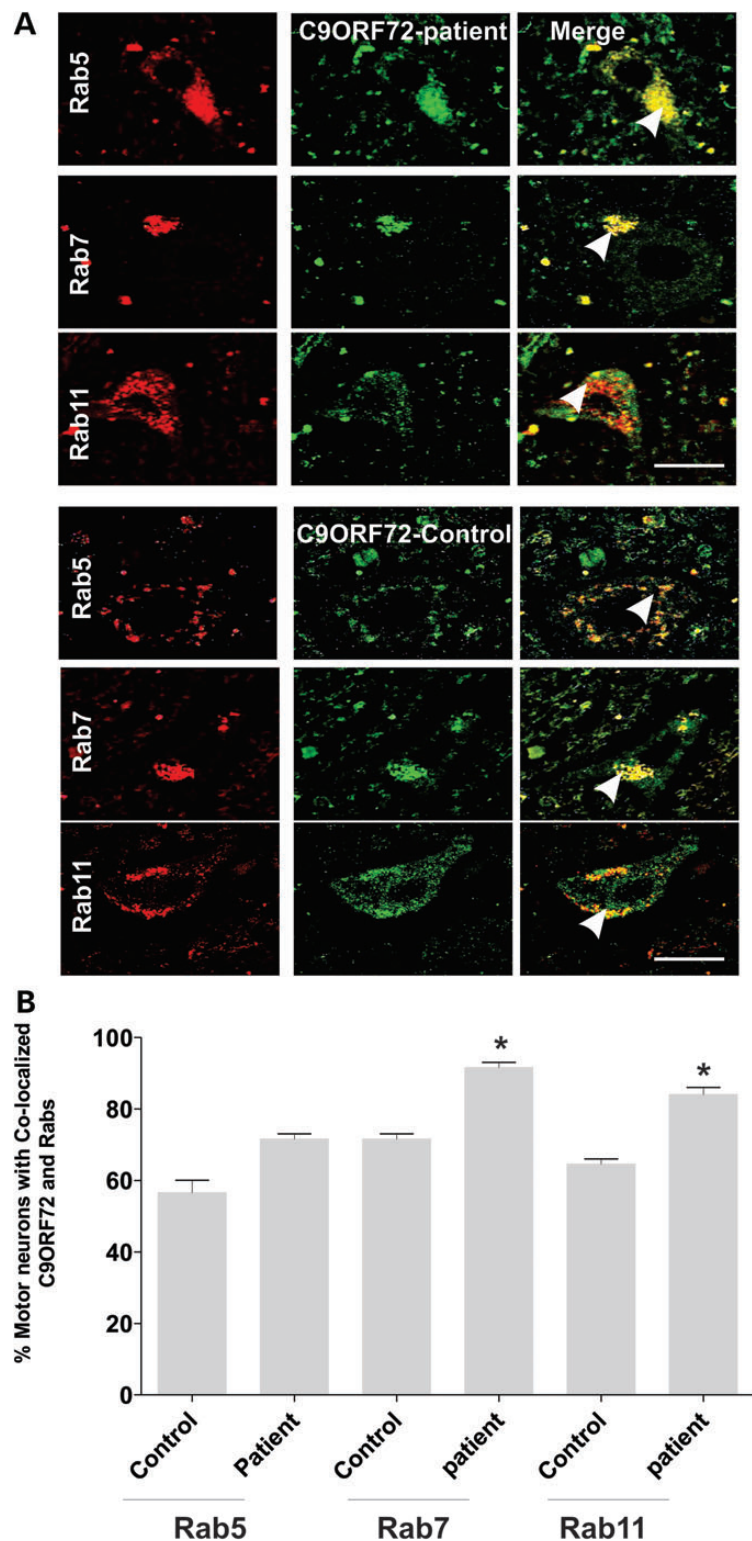 A
Rab5
C9ORF72-patient
Merge
Rab7
Rab11
Rab5
C9ORF72-Control
Rab7
Rab11
B
% Motor neurons with Co-localized
C9ORF72 and Rabs
100
80
60
40
20
0
*
*
Control
Patient
Control
patient
Control
patient
Rab5
Rab7
Rab11